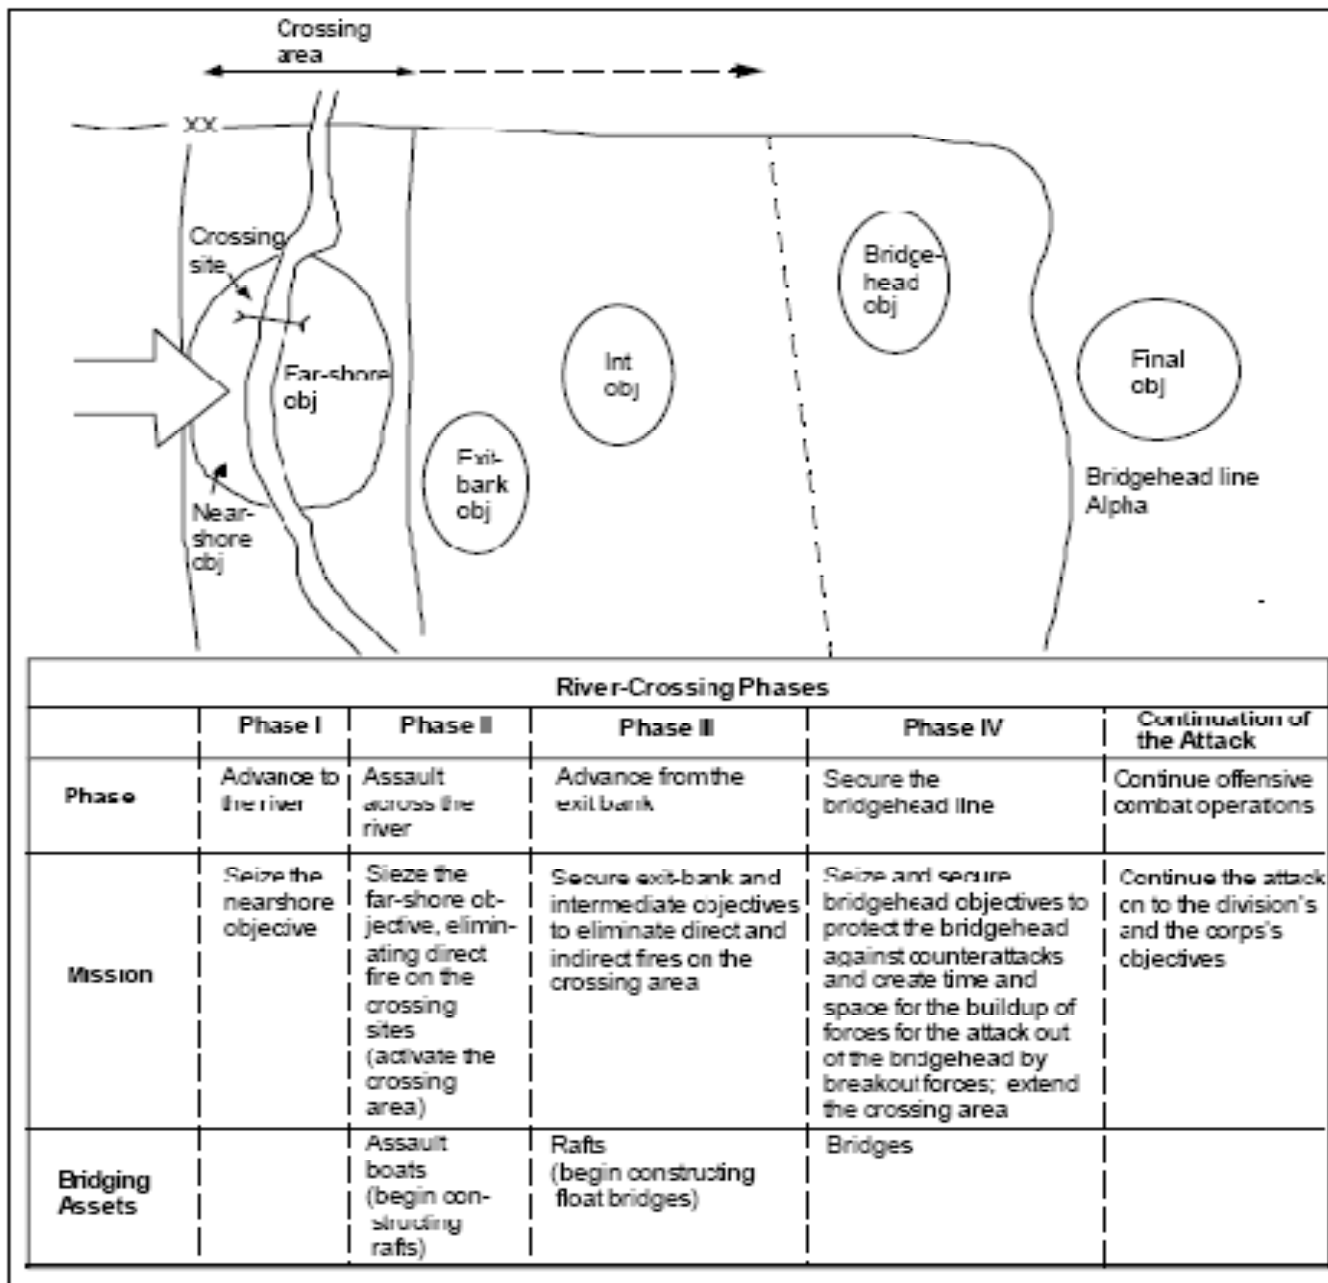 Crossing
area
XX
Crossing
site
Bridge-
head
obj
Int
obj
Final
obj
Far-shore
obj
Exit-
bank
obj
Bridgehead line
Alpha
Near-
shore
obj
River-Crossing Phases
Phase I
Phase II
Phase III
Phase IV
Continuation of
the Attack
Phase
Advance to
the river
Assault
across the
river
Advance from the
exit bank
Secure the
bridgehead line
Continue offensive
combat operations
Mission
Seize the
nearshore
objective
Sieze the
far-shore ob-
jective, elimin-
ating direct
fire on the
crossing
sites
(activate the
crossing
area)
Secure exit-bank and
intermediate objectives
to eliminate direct and
indirect fires on the
crossing area
Seize and secure
bridgehead objectives to
protect the bridgehead
against counterattacks
and create time and
space for the buildup of
forces for the attack out
of the bridgehead by
breakout forces; extend
the crossing area
Continue the attack
on to the division's
and the corps's
objectives
Bridging
Assets
Assault
boats
(begin con-
structing
rafts)
Rafts
(begin constructing
float bridges)
Bridges